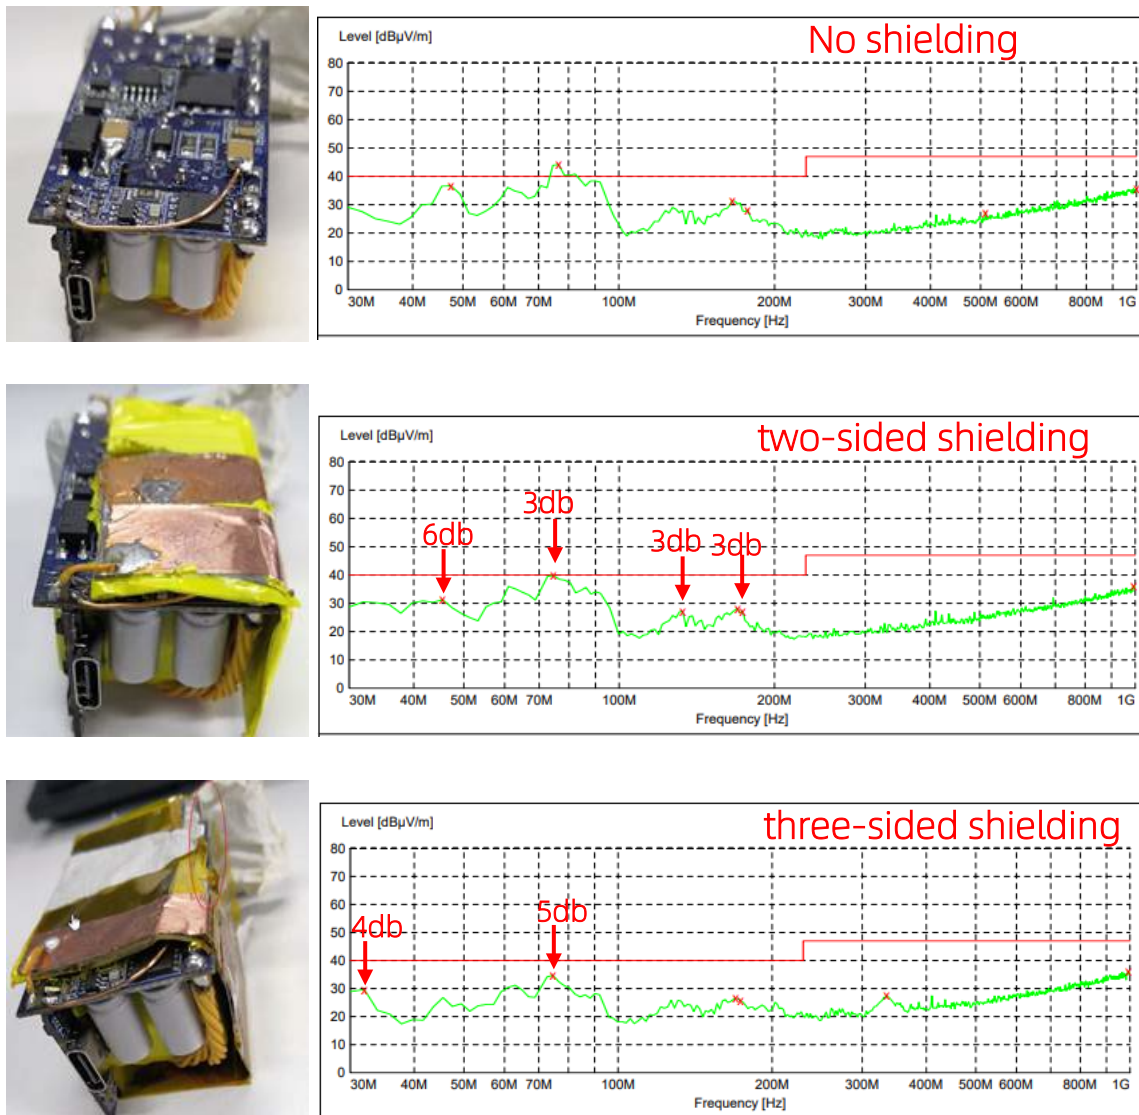 Level [dBµV/m]
No shielding
80
70
60
50
40
30
20
10
0
30M 40M 50M 60M 70M 100M 200M 300M 400M 500M 600M 800M 1G
Frequency [Hz]
Level [dBµV/m]
two-sided shielding
80
70
60
50
40
30
20
10
0
6db
3db
3db
3db
30M 40M 50M 60M 70M 100M 200M 300M 400M 500M 600M 800M 1G
Frequency [Hz]
Level [dBµV/m]
three-sided shielding
80
70
60
50
40
30
20
10
0
4db
5db
30M 40M 50M 60M 70M 100M 200M 300M 400M 500M 600M 800M 1G
Frequency [Hz]